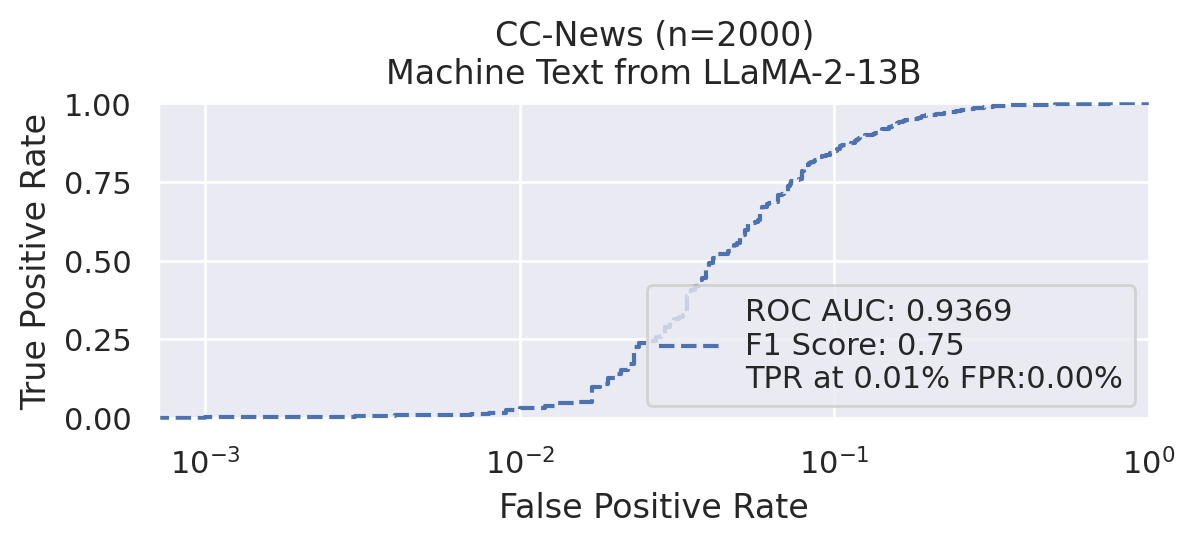 CC-News (n=2000)
Machine Text from LLaMA-2-13B
True Positive Rate
1.00
0.75
0.50
0.25
0.00
ROC AUC: 0.9369
F1 Score: 0.75
TPR at 0.01% FPR:0.00%
10⁻³ 10⁻² 10⁻¹ 10⁰
False Positive Rate